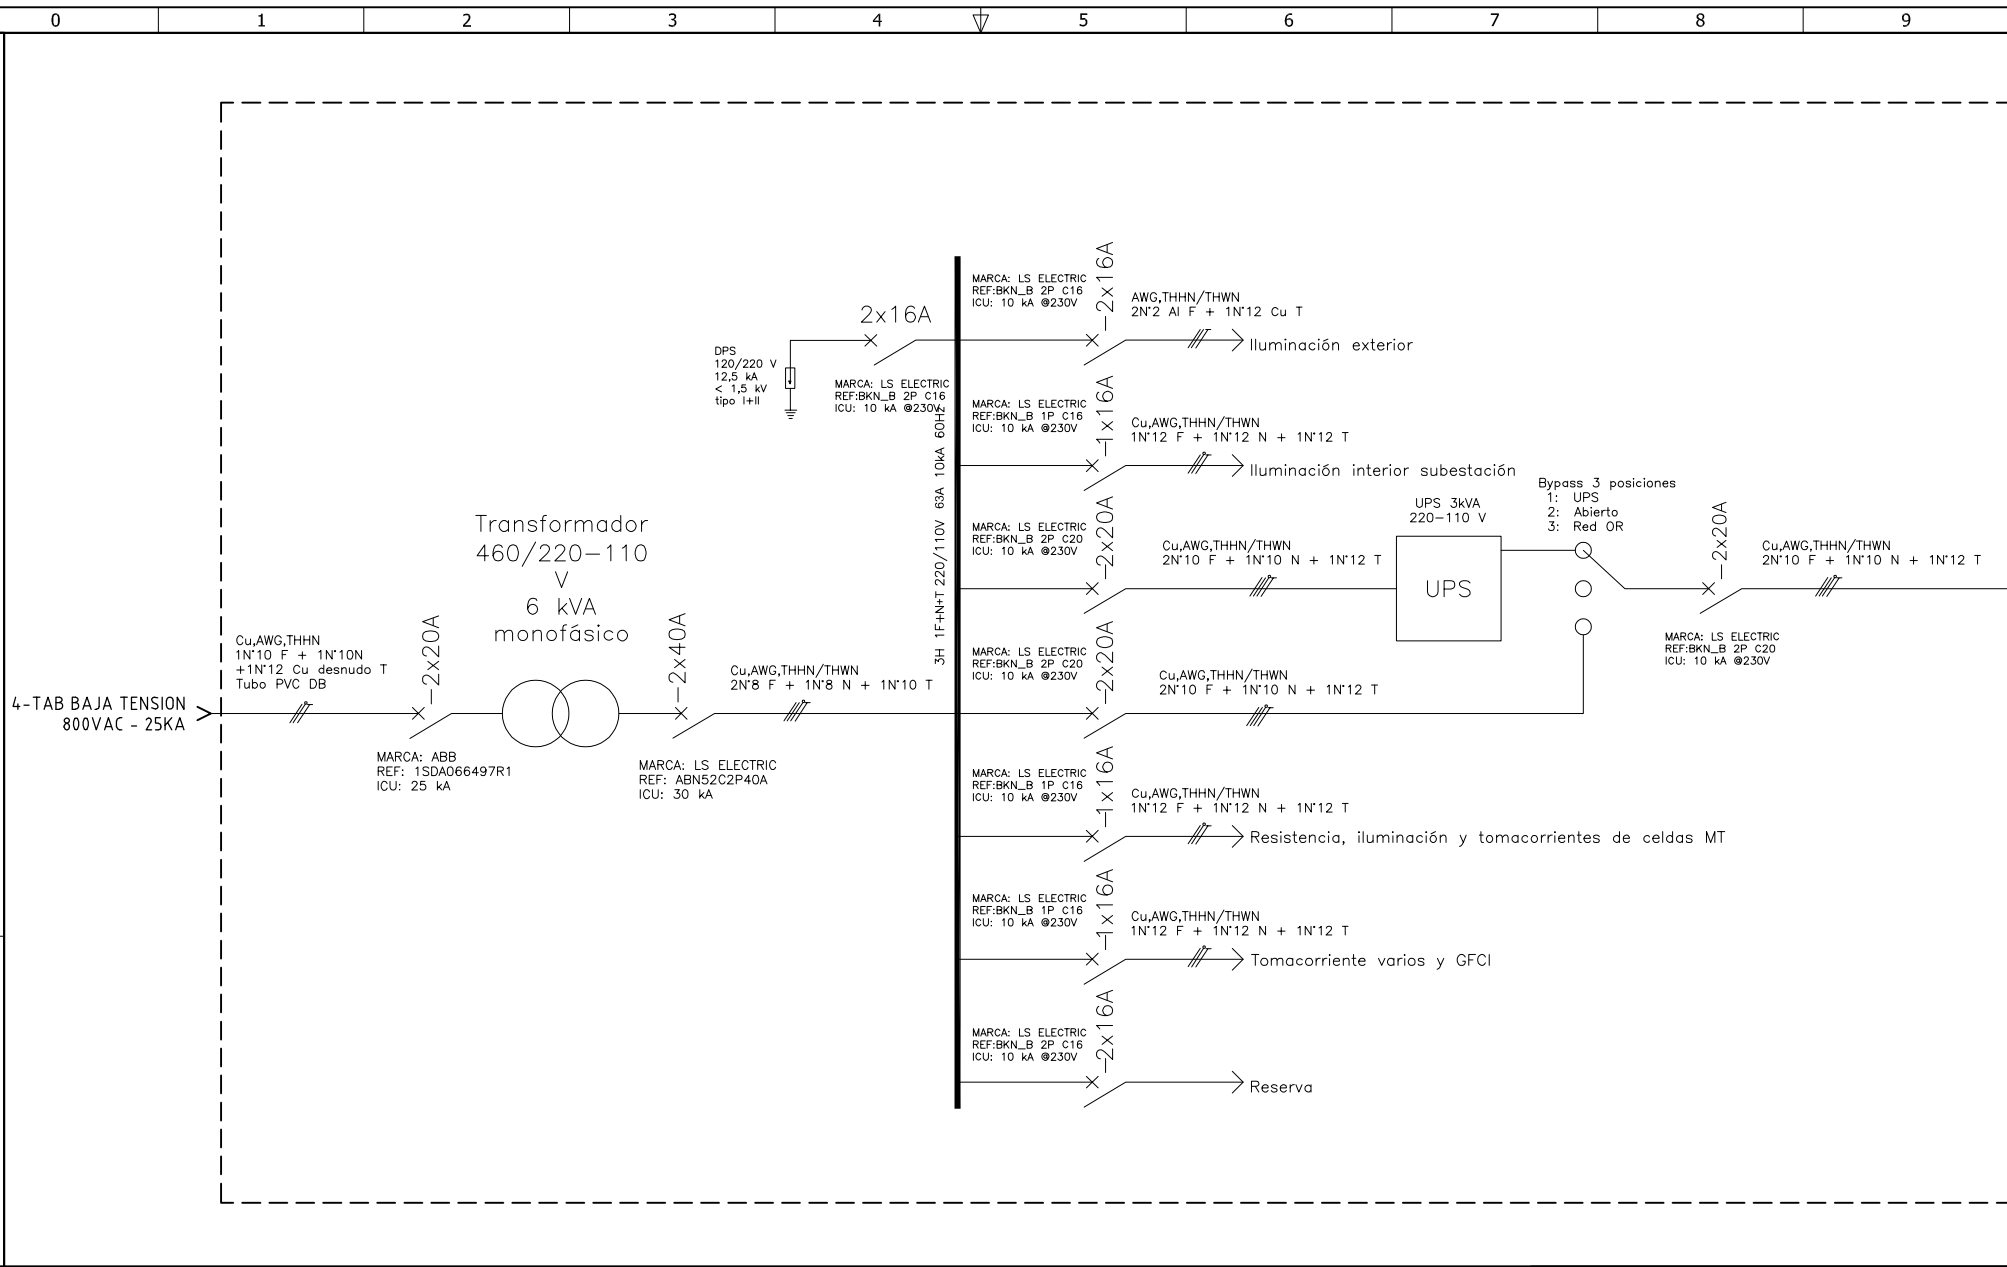 0 1 2 3 4 5 6 7 8 9
MARCA: LS ELECTRIC
REF:BKN_B 2P C16
ICU: 10 kA @230V
-2x16A
AWG,THHN/THWN
2N°2 Al F + 1N°12 Cu T
Iluminación exterior
2x16A
DPS
120/220 V
12,5 kA
< 1,5 kV
tipo I+II
MARCA: LS ELECTRIC
REF:BKN_B 2P C16
ICU: 10 kA @230V
3H 1F+N+T 220/110V 63A 10kA 60Hz
MARCA: LS ELECTRIC
REF:BKN_B 1P C16
ICU: 10 kA @230V
-1x16A
Cu,AWG,THHN/THWN
1N°12 F + 1N°12 N + 1N°12 T
Iluminación interior subestación
MARCA: LS ELECTRIC
REF:BKN_B 2P C20
ICU: 10 kA @230V
-2x20A
Cu,AWG,THHN/THWN
2N°10 F + 1N°10 N + 1N°12 T
UPS 3kVA
220-110 V
UPS
Bypass 3 posiciones
1: UPS
2: Abierto
3: Red OR
-2x20A
MARCA: LS ELECTRIC
REF:BKN_B 2P C20
ICU: 10 kA @230V
Cu,AWG,THHN/THWN
2N°10 F + 1N°10 N + 1N°12 T
4-TAB BAJA TENSION
800VAC - 25KA
Cu,AWG,THHN
1N°10 F + 1N°10N
+1N°12 Cu desnudo T
Tubo PVC DB
-2x20A
MARCA: ABB
REF: 1SDA066497R1
ICU: 25 kA
Transformador
460/220-110
V
6 kVA
monofásico
-2x40A
MARCA: LS ELECTRIC
REF: ABN52C2P40A
ICU: 30 kA
Cu,AWG,THHN/THWN
2N°8 F + 1N°8 N + 1N°10 T
MARCA: LS ELECTRIC
REF:BKN_B 2P C20
ICU: 10 kA @230V
-2x20A
Cu,AWG,THHN/THWN
2N°10 F + 1N°10 N + 1N°12 T
MARCA: LS ELECTRIC
REF:BKN_B 1P C16
ICU: 10 kA @230V
-1x16A
Cu,AWG,THHN/THWN
1N°12 F + 1N°12 N + 1N°12 T
Resistencia, iluminación y tomacorrientes de celdas MT
MARCA: LS ELECTRIC
REF:BKN_B 1P C16
ICU: 10 kA @230V
-1x16A
Cu,AWG,THHN/THWN
1N°12 F + 1N°12 N + 1N°12 T
Tomacorriente varios y GFCI
MARCA: LS ELECTRIC
REF:BKN_B 2P C16
ICU: 10 kA @230V
-2x16A
Reserva